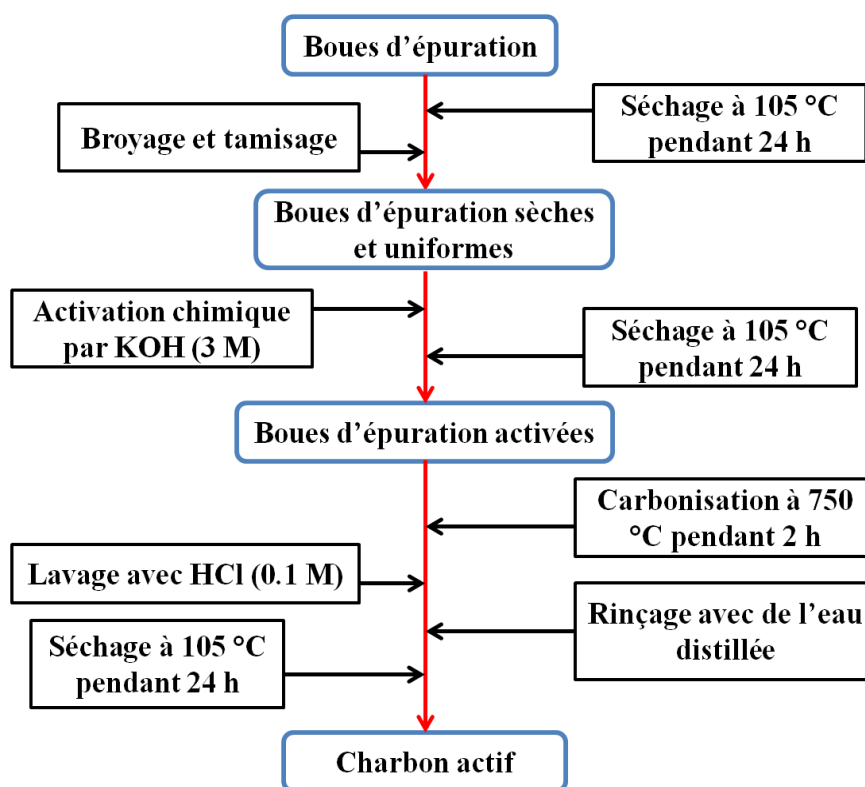 Boues d’épuration
Séchage à 105 °C
pendant 24 h
Broyage et tamisage
Boues d’épuration sèches
et uniformes
Activation chimique
par KOH (3 M)
Séchage à 105 °C
pendant 24 h
Boues d’épuration activées
Carbonisation à 750
°C pendant 2 h
Lavage avec HCl (0.1 M)
Rinçage avec de l’eau
distillée
Séchage à 105 °C
pendant 24 h
Charbon actif